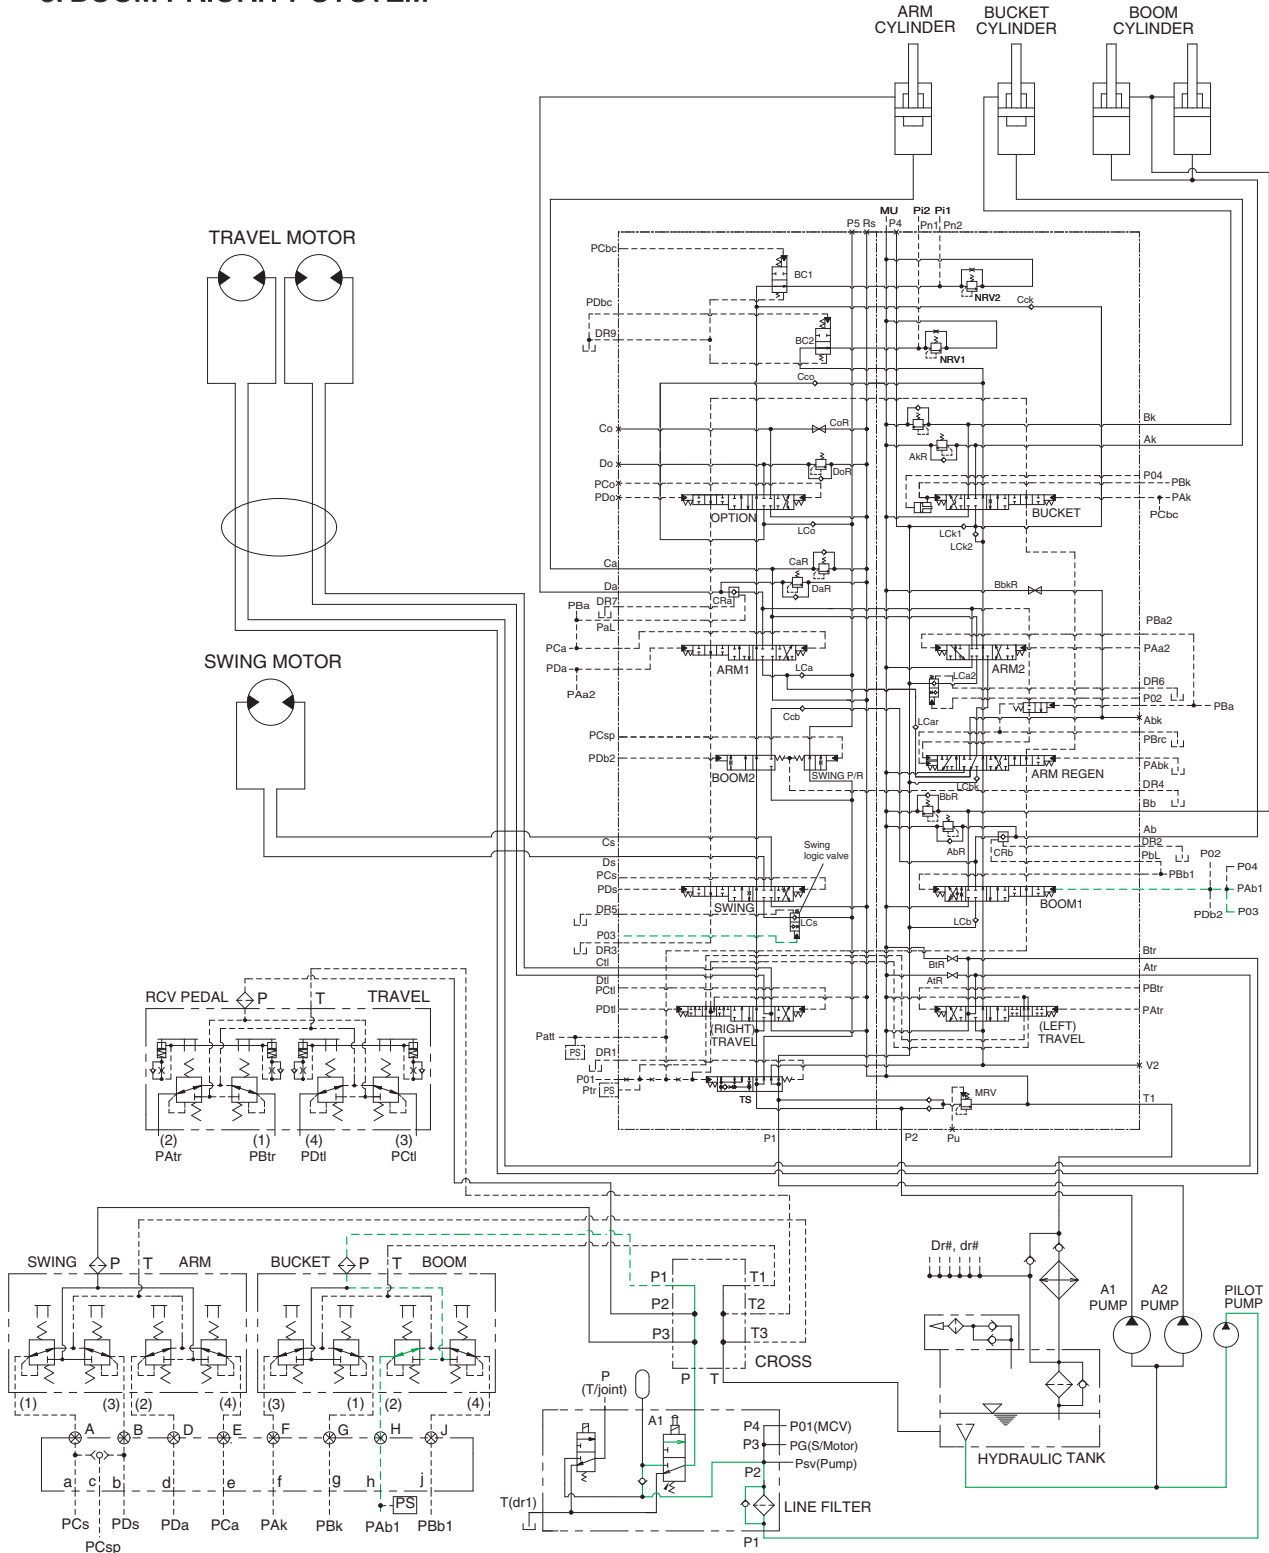 ARM
CYLINDER
BUCKET
CYLINDER
BOOM
CYLINDER
TRAVEL MOTOR
SWING MOTOR
P5 Rs
MU
P4
Pi2 Pi1
Pn1 Pn2
PCbc
BC1
NRV2
Cck
PDbc
DR9
BC2
NRV1
Cco
Bk
Co
CoR
AkR
Ak
Do
DoR
P04
PCo
PBk
PDo
PAk
OPTION
BUCKET
PCbc
LCo
LCk1
LCk2
Ca
CaR
Da
DaR
BbkR
PBa
DR7
CRa
PaL
PBa2
PCa
PAa2
PDa
ARM1
LCa
ARM2
LCa2
PAa2
DR6
P02
PBa
Ccb
LCar
Abk
PCsp
PBrc
PDb2
PAbk
BOOM2
SWING P/R
ARM REGEN
LCbk
DR4
BbR
Bb
Cs
Swing
logic valve
AbR
CRb
Ab
DR2
Ds
PbL
P02
PCs
PBb1
P04
PDs
PAb1
SWING
BOOM1
PDb2
P03
DR5
LCs
LCb
P03
DR3
Ctl
BtR
Btr
AtR
Atr
Dtl
PCtl
PBtr
PDtl
PAtr
(RIGHT)
TRAVEL
(LEFT)
TRAVEL
Patt
PS
DR1
P01
Ptr
PS
TS
MRV
V2
T1
P1
P2
Pu
RCV PEDAL
P
T
TRAVEL
(2)
(1)
(4)
(3)
PAtr
PBtr
PDtl
PCtl
SWING
P
T
ARM
BUCKET
P
T
BOOM
(1)
(3)
(2)
(4)
(3)
(1)
(2)
(4)
A
B
D
E
F
G
H
J
a
c
b
d
e
f
g
h
j
PS
PCs
PDs
PDa
PCa
PAk
PBk
PAb1
PBb1
PCsp
P1
T1
P2
T2
P3
T3
CROSS
P
T
P
(T/joint)
A1
P4
P01(MCV)
P3
PG(S/Motor)
Psv(Pump)
P2
T(dr1)
LINE FILTER
P1
Dr#, dr#
A1
PUMP
A2
PUMP
PILOT
PUMP
HYDRAULIC TANK